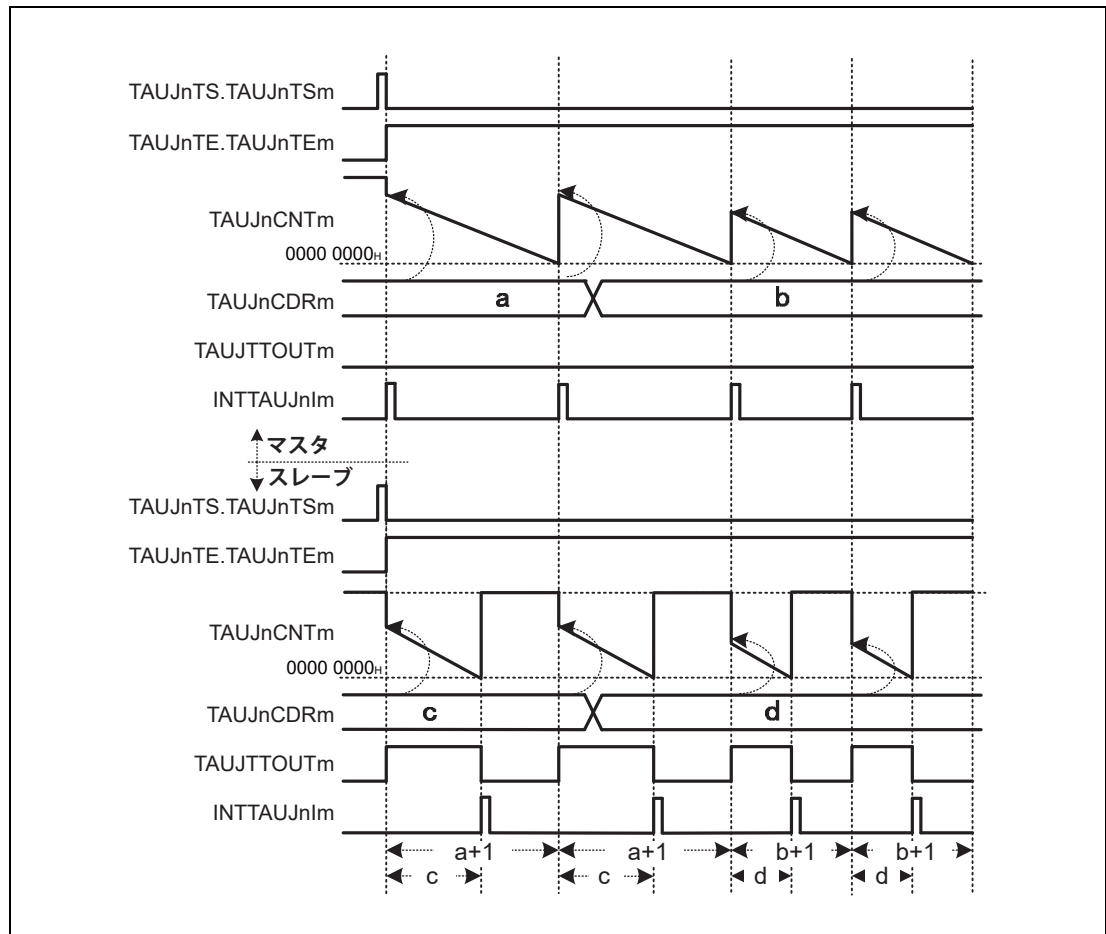 TAUJnTS.TAUJnTSm
TAUJnTE.TAUJnTEm
TAUJnCNTm
0000 0000H
TAUJnCDRm
a
b
TAUJTTOUTm
INTTAUJnIm
マスタ
スレーブ
TAUJnTS.TAUJnTSm
TAUJnTE.TAUJnTEm
TAUJnCNTm
0000 0000H
TAUJnCDRm
c
d
TAUJTTOUTm
INTTAUJnIm
a+1 a+1 b+1 b+1
c c d d